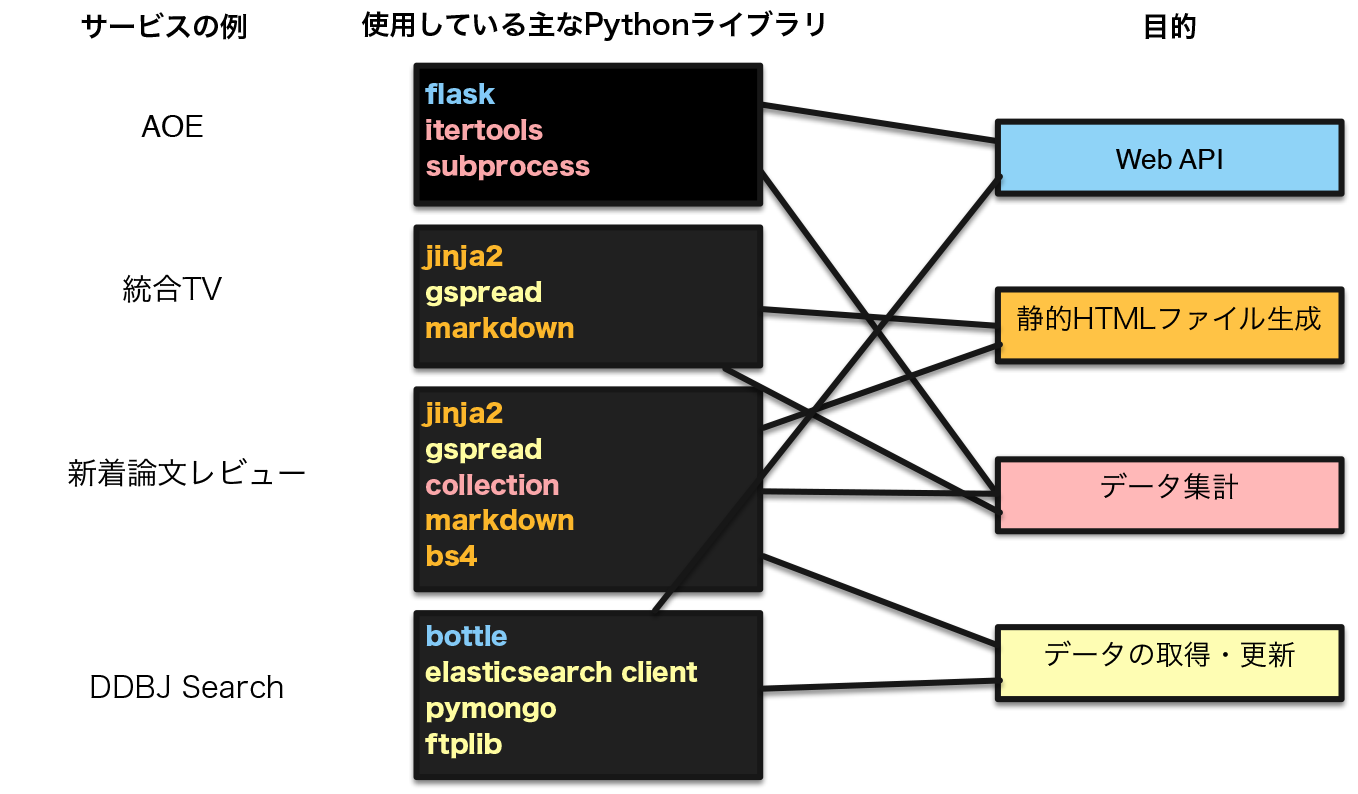 サービスの例
使用している主なPythonライブラリ
目的
AOE
flask
itertools
subprocess
Web API
統合TV
jinja2
gspread
markdown
静的HTMLファイル生成
新着論文レビュー
jinja2
gspread
collection
markdown
bs4
データ集計
DDBJ Search
bottle
elasticsearch client
pymongo
ftplib
データの取得・更新